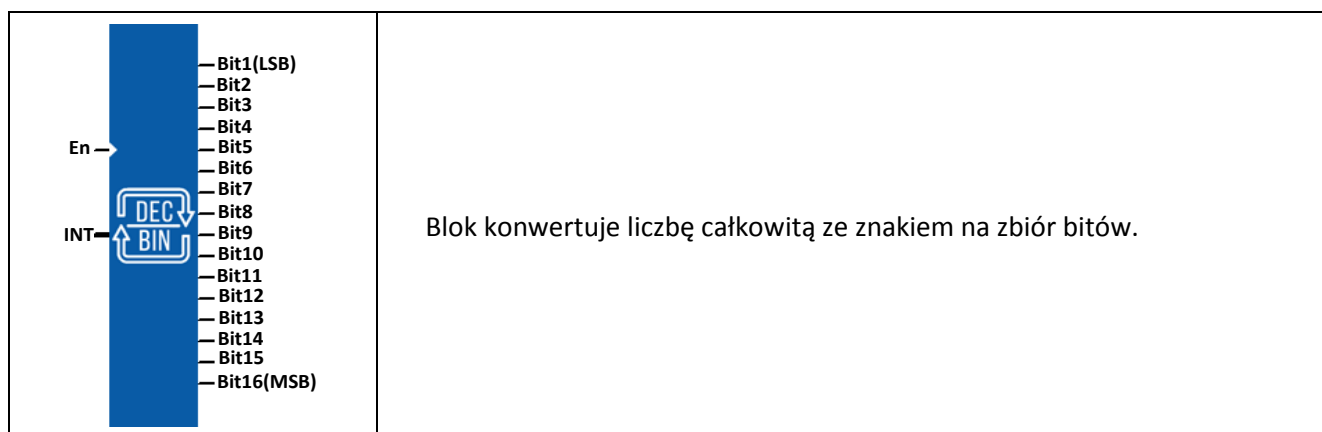 Bit1(LSB)
Bit2
Bit3
Bit4
En
Bit5
Bit6
Bit7
DEC
Bit8
INT
BIN
Bit9
Bit10
Bit11
Bit12
Bit13
Bit14
Bit15
Bit16(MSB)
Blok konwertuje liczbę całkowitą ze znakiem na zbiór bitów.